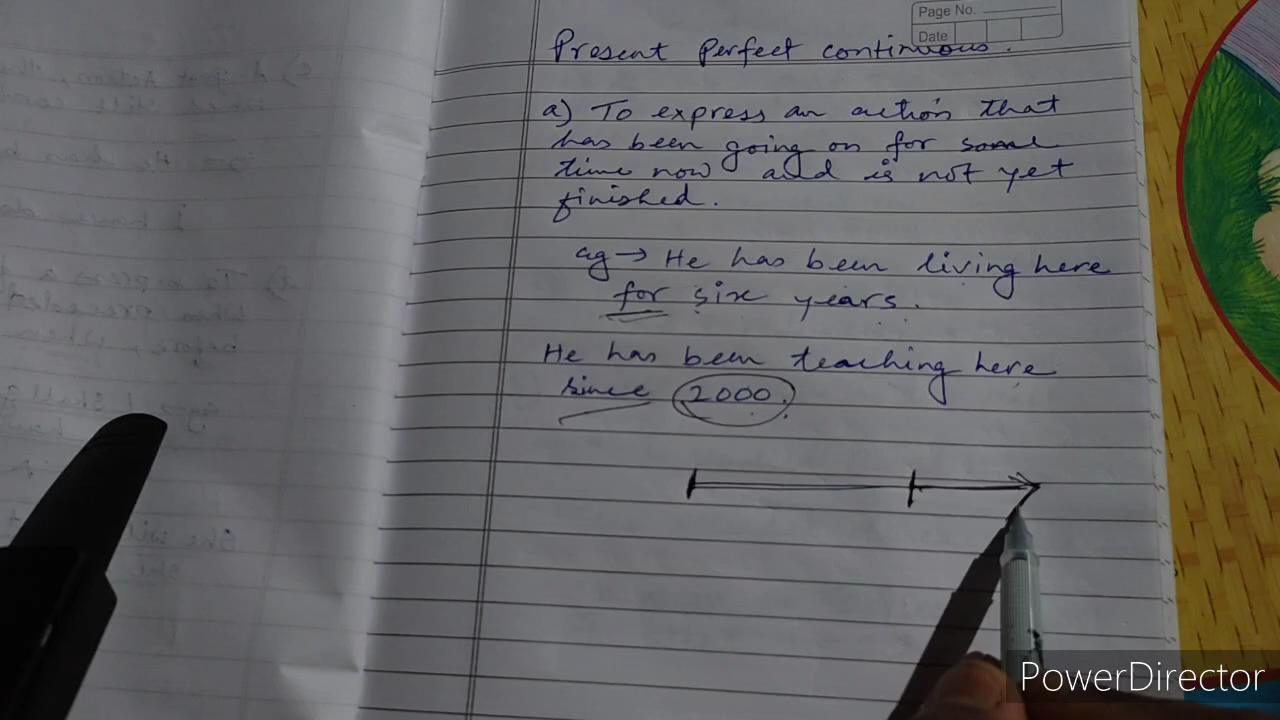 Page No.
Date
Present Perfect continuous.
a) To express an action that
has been going on for some
time now and is not yet
finished.
eg → He has been living here
for six years.
He has been teaching here
since 2000.
PowerDirector